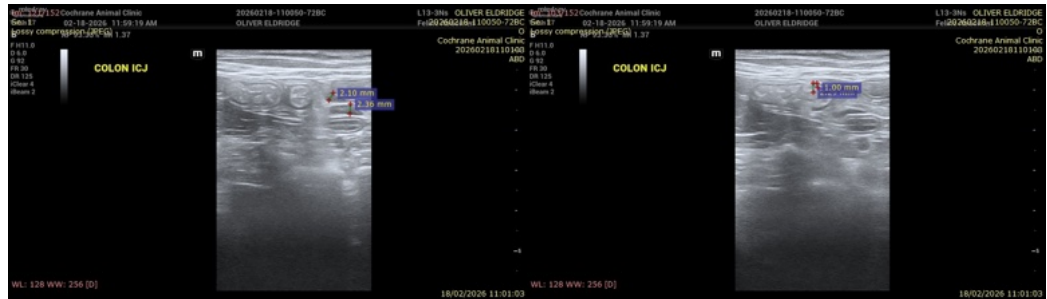 Cochrane Animal Clinic
20260218-110050-72BC
L13-3Ns
OLIVER ELDRIDGE
02-18-2026 11:59:19 AM
OLIVER ELDRIDGE
20260218-110050-72BC
Lossy compression (JPEG)
O
Cochrane Animal Clinic
20260218110108
ABD
B
F H11.0
D 6.0
G 92
FR 30
DR 125
iClear 4
iBeam 2
COLON ICJ
m
2.10 mm
2.36 mm
5
WL: 128 WW: 256 [D]
18/02/2026 11:01:03
Cochrane Animal Clinic
20260218-110050-72BC
L13-3Ns
OLIVER ELDRIDGE
02-18-2026 11:59:19 AM
OLIVER ELDRIDGE
20260218-110050-72BC
Lossy compression (JPEG)
O
Cochrane Animal Clinic
20260218110108
ABD
B
F H11.0
D 6.0
G 92
FR 30
DR 125
iClear 4
iBeam 2
COLON ICJ
m
1.00 mm
5
WL: 128 WW: 256 [D]
18/02/2026 11:01:03